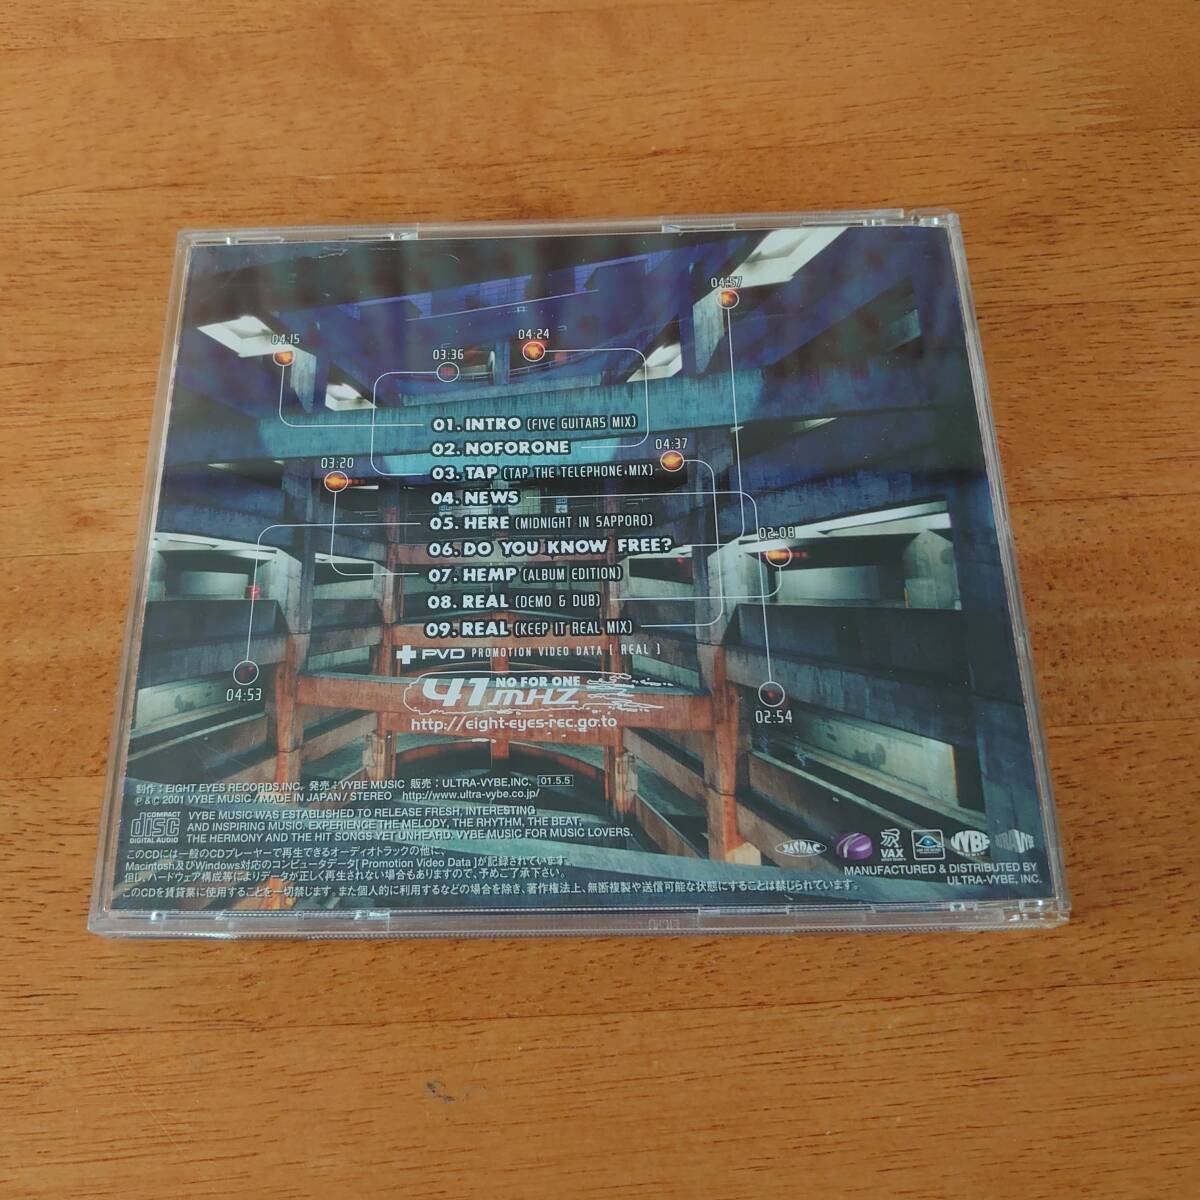 04:57
04:15
04:24
03:36
01. INTRO (FIVE GUITARS MIX)
02. NOFORONE
04:37
03:20
03. TAP (TAP THE TELEPHONE MIX)
04. NEWS
05. HERE (MIDNIGHT IN SAPPORO)
02:08
06. DO YOU KNOW FREE?
07. HEMP (ALBUM EDITION)
08. REAL (DEMO & DUB)
09. REAL (KEEP IT REAL MIX)
+PVD PROMOTION VIDEO DATA [ REAL ]
04:53
02:54
NO FOR ONE
41mHZ
http://eight-eyes-rec.go.to
制作：EIGHT EYES RECORDS,INC. 発売：VYBE MUSIC 販売：ULTRA-VYBE,INC. 01.5.5
Ⓟ & © 2001 VYBE MUSIC / MADE IN JAPAN / STEREO http://www.ultra-vybe.co.jp/
COMPACT disc DIGITAL AUDIO
VYBE MUSIC WAS ESTABLISHED TO RELEASE FRESH, INTERESTING
AND INSPIRING MUSIC. EXPERIENCE THE MELODY, THE RHYTHM, THE BEAT,
THE HERMONY AND THE HIT SONGS YET UNHEARD. VYBE MUSIC FOR MUSIC LOVERS.
このCDには一般のCDプレーヤーで再生できるオーディオトラックの他に、
Macintosh及びWindows対応のコンピュータデータ[ Promotion Video Data ]が記録されています。
但し、ハードウェア構成等によりデータが正しく再生されない場合もありますので、予めご了承下さい。
このCDを賃貸業に使用することを一切禁じます。また個人的に利用するなどの場合を除き、著作権法上、無断複製や送信可能な状態にすることは禁じられています。
JASRAC
VAX
VYBE
MANUFACTURED & DISTRIBUTED BY
ULTRA-VYBE, INC.